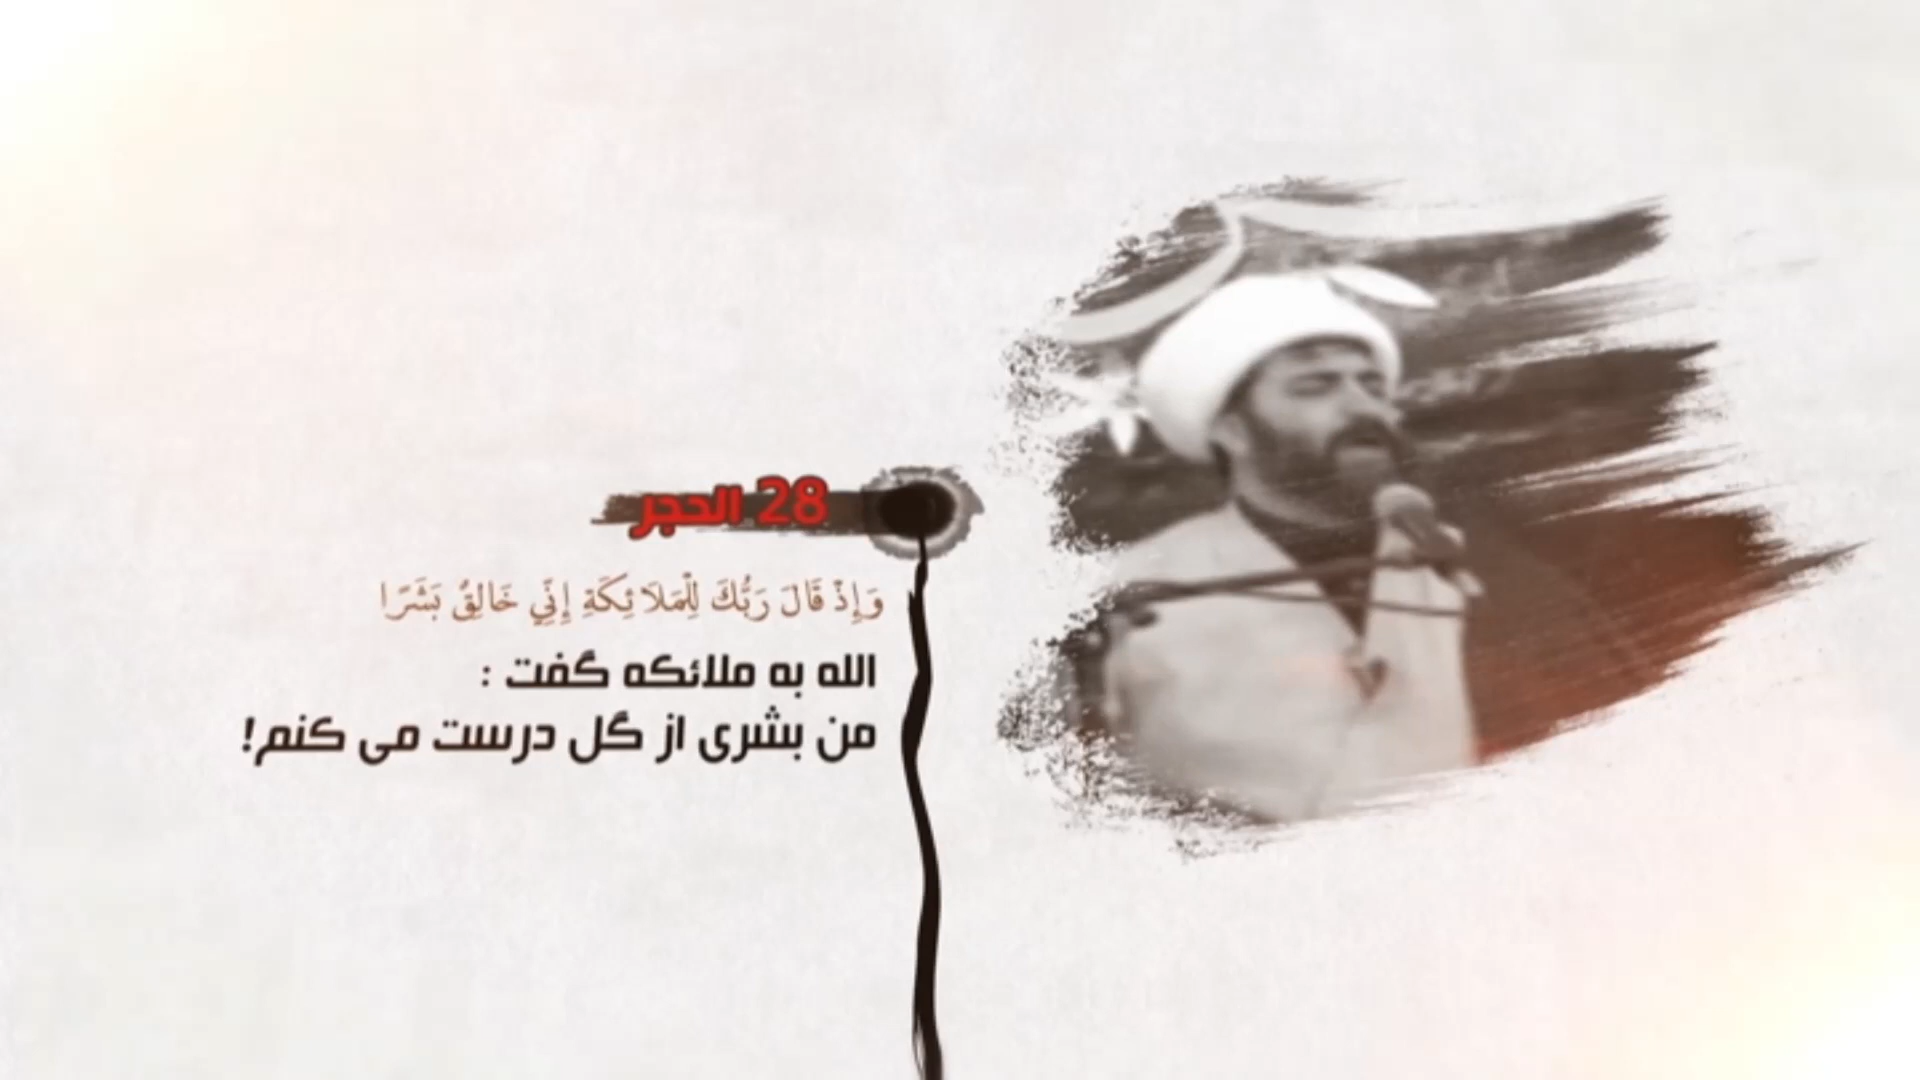 28 الحجر
وَإِذْ قَالَ رَبُّكَ لِلْمَلَائِكَةِ إِنِّي خَالِقٌ بَشَرًا
الله به ملائکه گفت :
من بشری از گل درست می کنم!